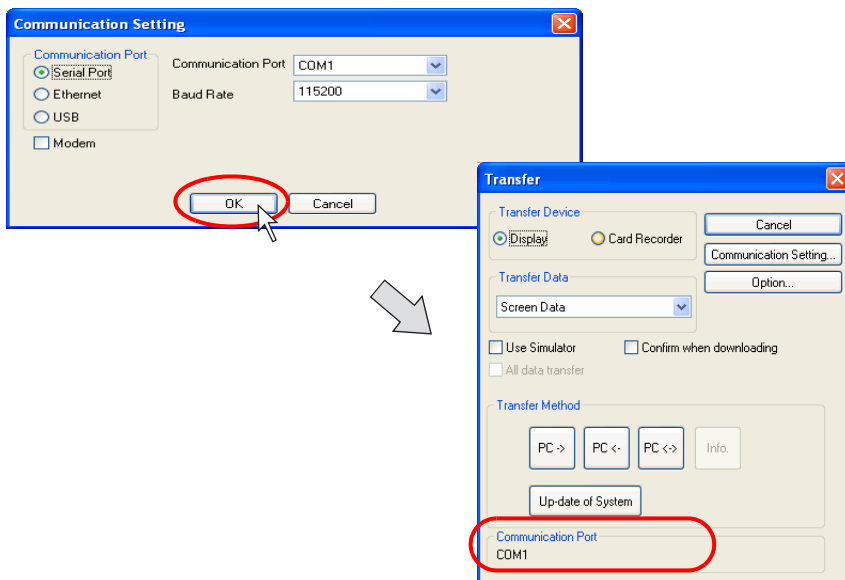 Communication Setting
Communication Port
Serial Port
Ethernet
USB
Modem
Communication Port COM1
Baud Rate 115200
OK Cancel
Transfer
Transfer Device
Display Card Recorder
Cancel
Communication Setting...
Option...
Transfer Data
Screen Data
Use Simulator Confirm when downloading
All data transfer
Transfer Method
PC -> PC <- PC <-> Info.
Up-date of System
Communication Port
COM1